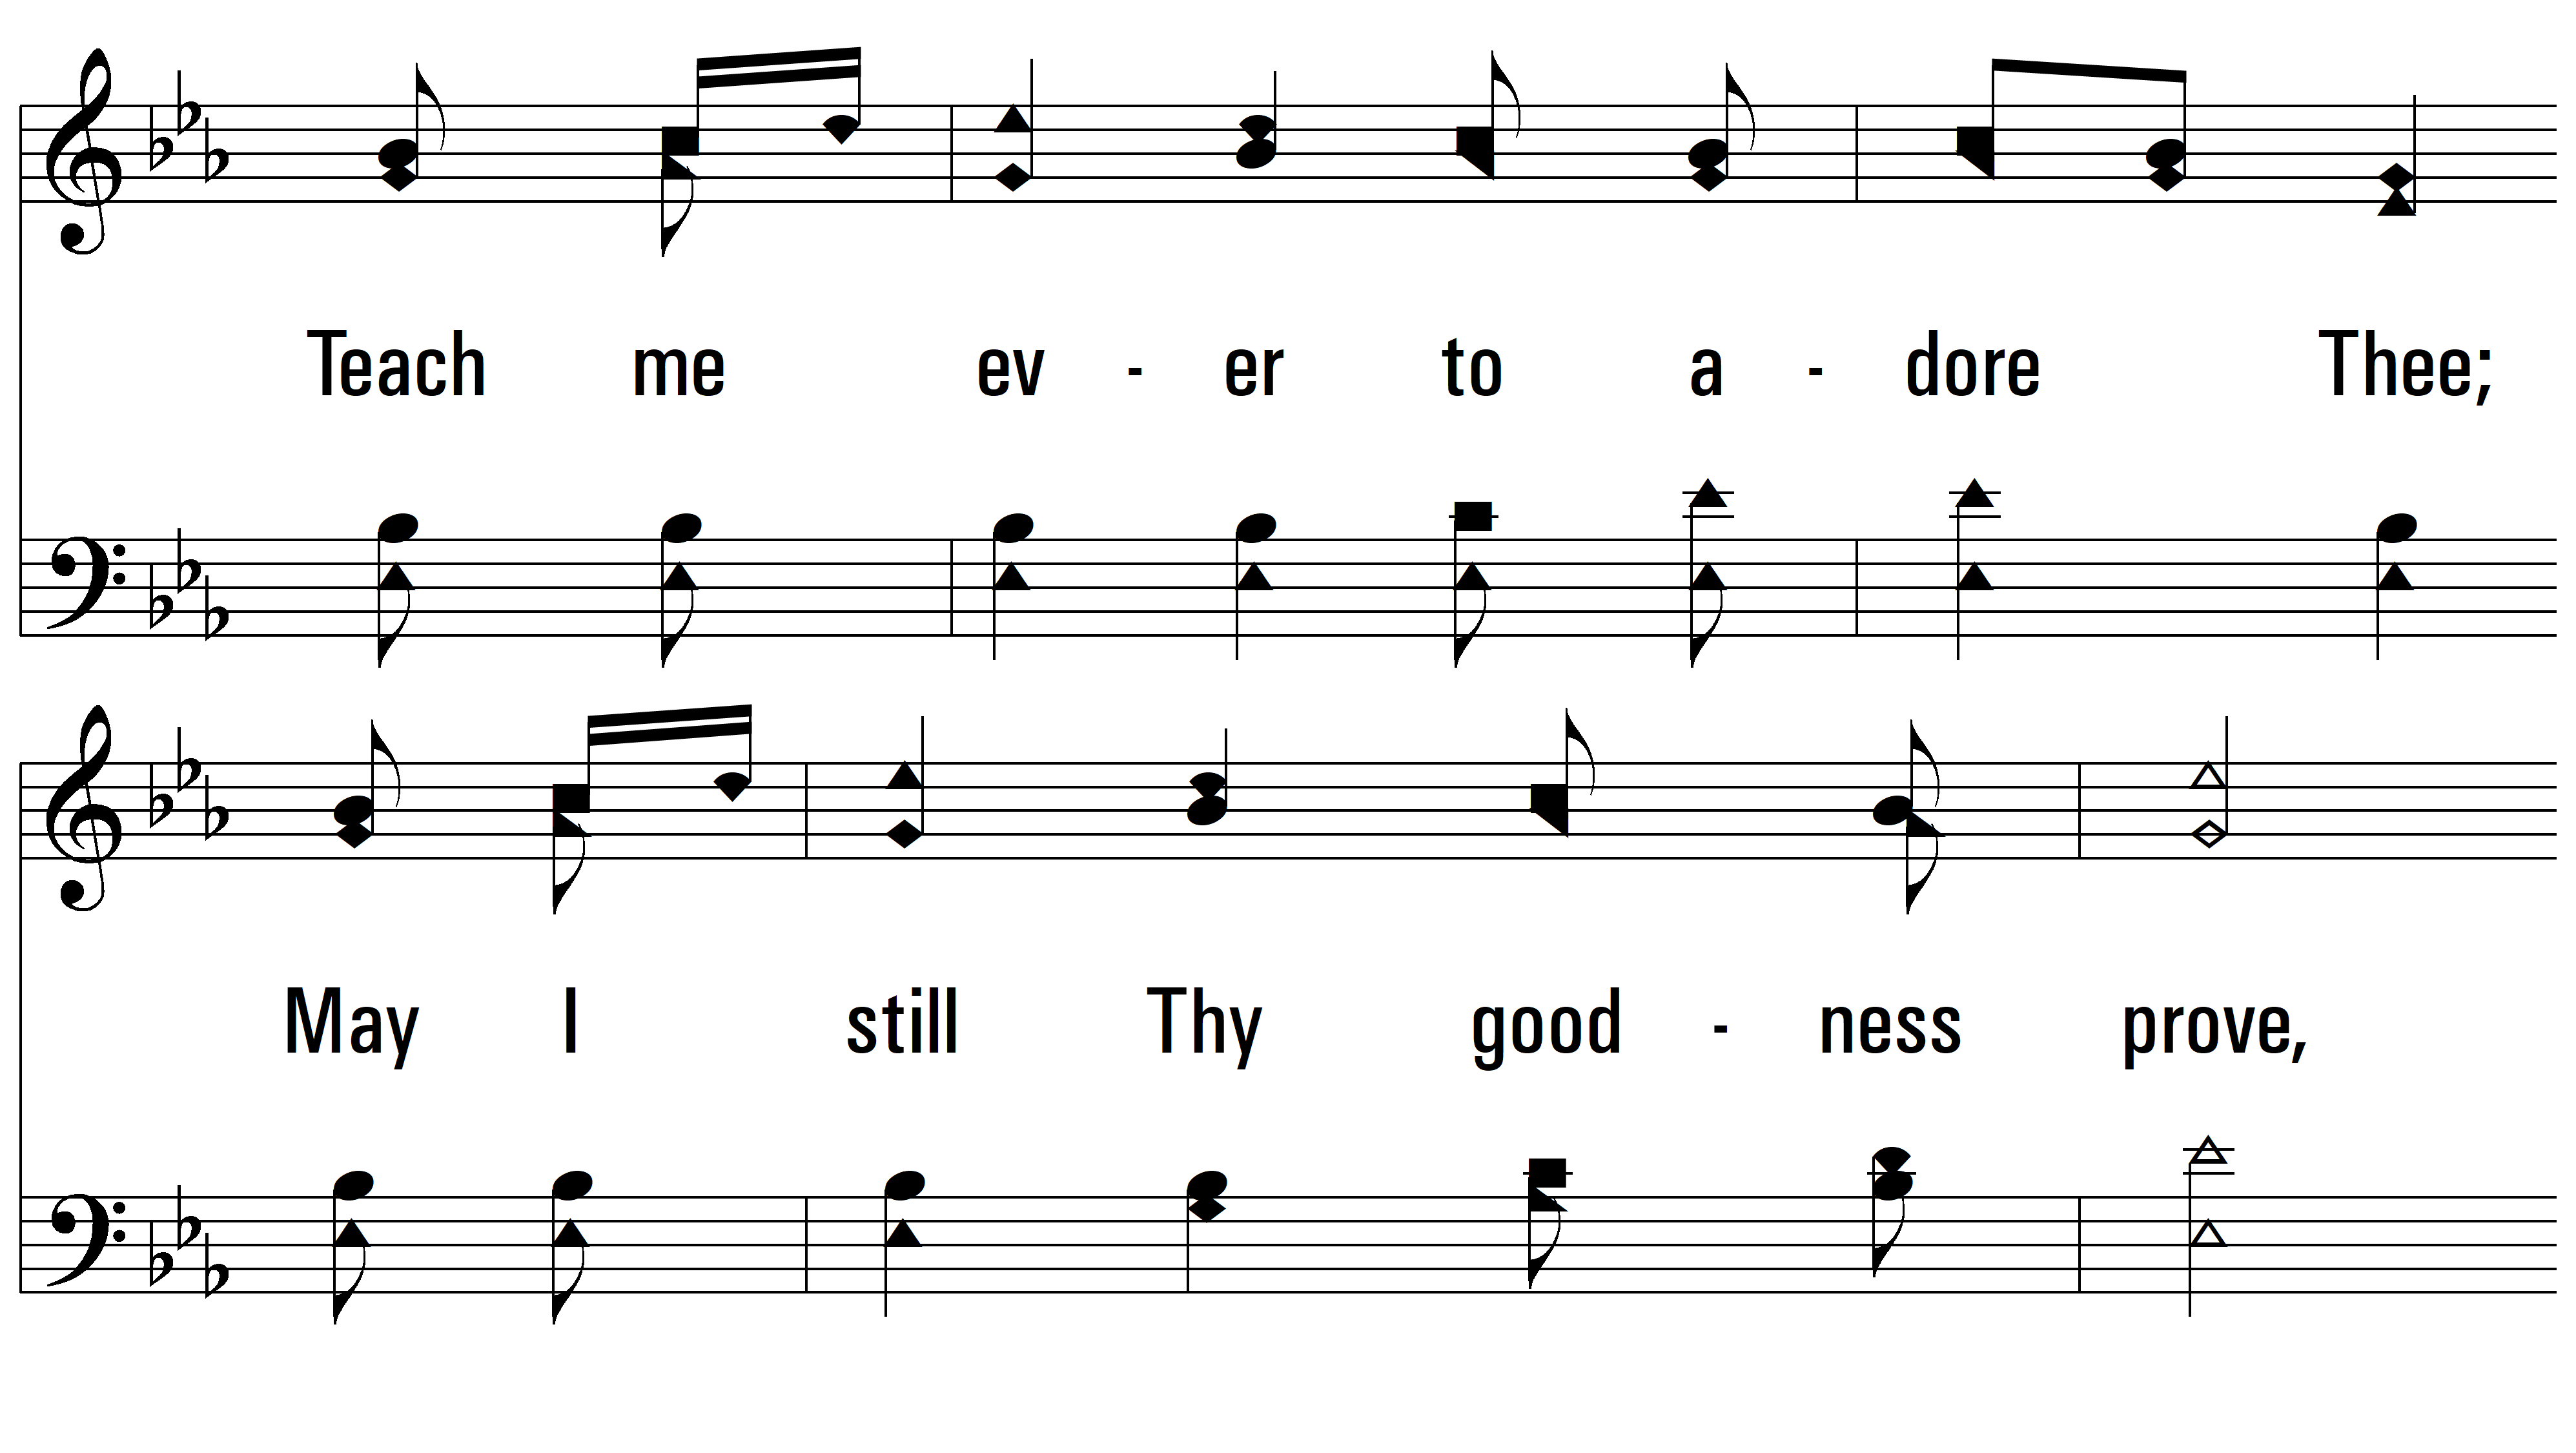 Teach me ev - er to a - dore Thee;
May I still Thy good - ness prove,